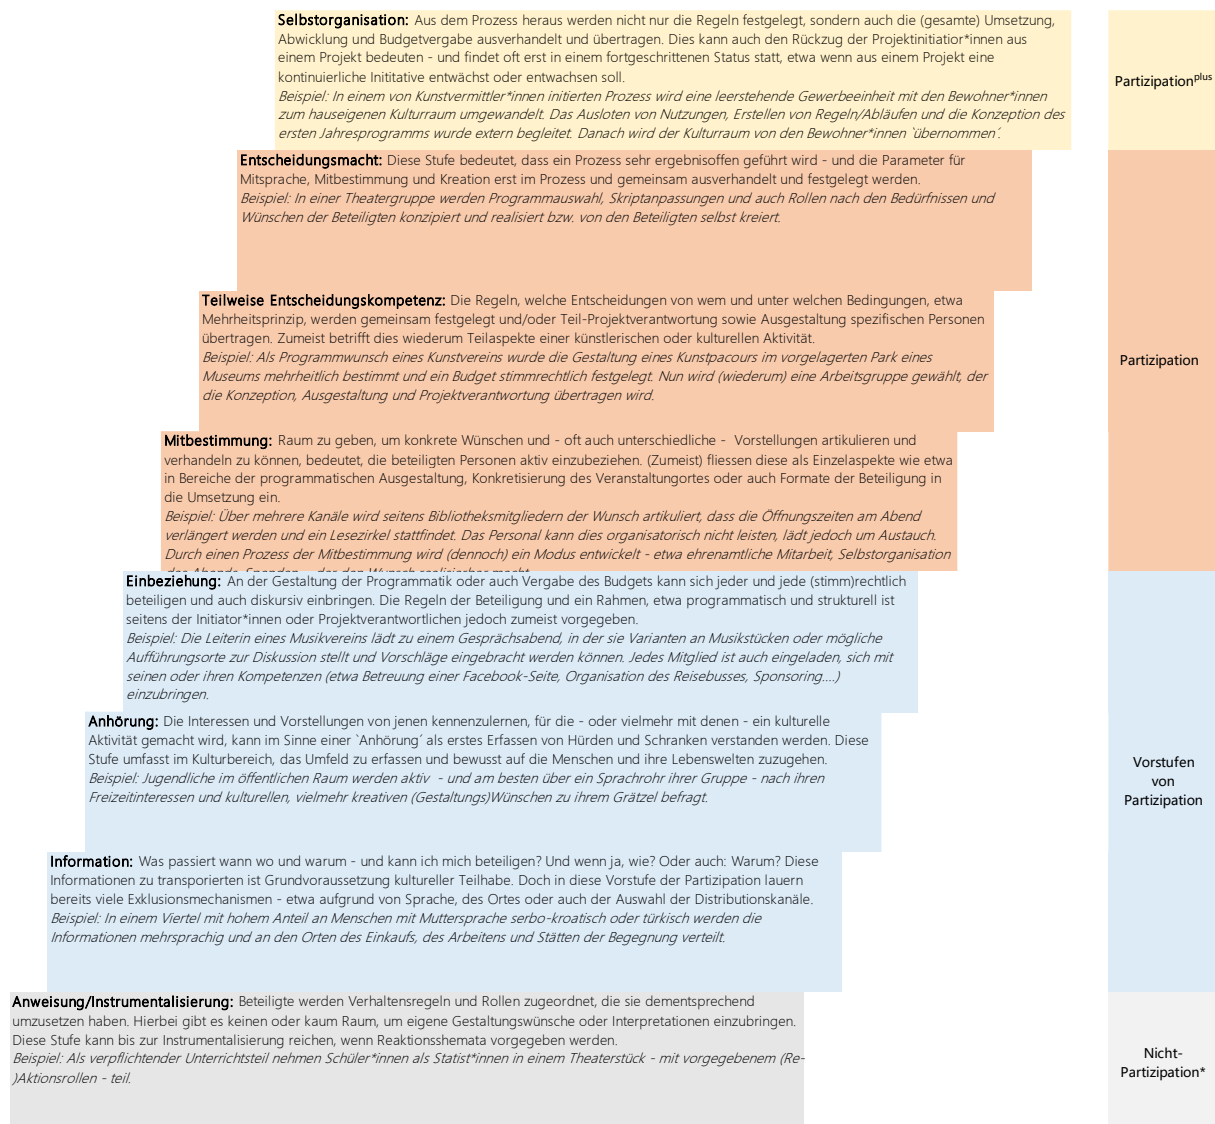 Selbstorganisation: Aus dem Prozess heraus werden nicht nur die Regeln festgelegt, sondern auch die (gesamte) Umsetzung,
Abwicklung und Budgetvergabe ausverhandelt und übertragen. Dies kann auch den Rückzug der Projektinitiatior*innen aus
einem Projekt bedeuten - und findet oft erst in einem fortgeschrittenen Status statt, etwa wenn aus einem Projekt eine
kontinuierliche Inititative entwächst oder entwachsen soll.
Beispiel: In einem von Kunstvermittler*innen initierten Prozess wird eine leerstehende Gewerbeeinheit mit den Bewohner*innen
zum hauseigenen Kulturraum umgewandelt. Das Ausloten von Nutzungen, Erstellen von Regeln/Abläufen und die Konzeption des
ersten Jahresprogramms wurde extern begleitet. Danach wird der Kulturraum von den Bewohner*innen `übernommen´.
Partizipationplus
Entscheidungsmacht: Diese Stufe bedeutet, dass ein Prozess sehr ergebnisoffen geführt wird - und die Parameter für
Mitsprache, Mitbestimmung und Kreation erst im Prozess und gemeinsam ausverhandelt und festgelegt werden.
Beispiel: In einer Theatergruppe werden Programmauswahl, Skriptanpassungen und auch Rollen nach den Bedürfnissen und
Wünschen der Beteiligten konzipiert und realisiert bzw. von den Beteiligten selbst kreiert.
Teilweise Entscheidungskompetenz: Die Regeln, welche Entscheidungen von wem und unter welchen Bedingungen, etwa
Mehrheitsprinzip, werden gemeinsam festgelegt und/oder Teil-Projektverantwortung sowie Ausgestaltung spezifischen Personen
übertragen. Zumeist betrifft dies wiederum Teilaspekte einer künstlerischen oder kulturellen Aktivität.
Beispiel: Als Programmwunsch eines Kunstvereins wurde die Gestaltung eines Kunstpacours im vorgelagerten Park eines
Museums mehrheitlich bestimmt und ein Budget stimmrechtlich festgelegt. Nun wird (wiederum) eine Arbeitsgruppe gewählt, der
die Konzeption, Ausgestaltung und Projektverantwortung übertragen wird.
Partizipation
Mitbestimmung: Raum zu geben, um konkrete Wünschen und - oft auch unterschiedliche - Vorstellungen artikulieren und
verhandeln zu können, bedeutet, die beteiligten Personen aktiv einzubeziehen. (Zumeist) fliessen diese als Einzelaspekte wie etwa
in Bereiche der programmatischen Ausgestaltung, Konkretisierung des Veranstaltungortes oder auch Formate der Beteiligung in
die Umsetzung ein.
Beispiel: Über mehrere Kanäle wird seitens Bibliotheksmitgliedern der Wunsch artikuliert, dass die Öffnungszeiten am Abend
verlängert werden und ein Lesezirkel stattfindet. Das Personal kann dies organisatorisch nicht leisten, lädt jedoch um Austauch.
Durch einen Prozess der Mitbestimmung wird (dennoch) ein Modus entwickelt - etwa ehrenamtliche Mitarbeit, Selbstorganisation
Einbeziehung: An der Gestaltung der Programmatik oder auch Vergabe des Budgets kann sich jeder und jede (stimm)rechtlich
beteiligen und auch diskursiv einbringen. Die Regeln der Beteiligung und ein Rahmen, etwa programmatisch und strukturell ist
seitens der Initiator*innen oder Projektverantwortlichen jedoch zumeist vorgegeben.
Beispiel: Die Leiterin eines Musikvereins lädt zu einem Gesprächsabend, in der sie Varianten an Musikstücken oder mögliche
Aufführungsorte zur Diskussion stellt und Vorschläge eingebracht werden können. Jedes Mitglied ist auch eingeladen, sich mit
seinen oder ihren Kompetenzen (etwa Betreuung einer Facebook-Seite, Organisation des Reisebusses, Sponsoring....)
einzubringen.
Anhörung: Die Interessen und Vorstellungen von jenen kennenzulernen, für die - oder vielmehr mit denen - ein kulturelle
Aktivität gemacht wird, kann im Sinne einer `Anhörung´ als erstes Erfassen von Hürden und Schranken verstanden werden. Diese
Stufe umfasst im Kulturbereich, das Umfeld zu erfassen und bewusst auf die Menschen und ihre Lebenswelten zuzugehen.
Beispiel: Jugendliche im öffentlichen Raum werden aktiv - und am besten über ein Sprachrohr ihrer Gruppe - nach ihren
Freizeitinteressen und kulturellen, vielmehr kreativen (Gestaltungs)Wünschen zu ihrem Grätzel befragt.
Vorstufen
von
Partizipation
Information: Was passiert wann wo und warum - und kann ich mich beteiligen? Und wenn ja, wie? Oder auch: Warum? Diese
Informationen zu transporierten ist Grundvoraussetzung kultureller Teilhabe. Doch in diese Vorstufe der Partizipation lauern
bereits viele Exklusionsmechanismen - etwa aufgrund von Sprache, des Ortes oder auch der Auswahl der Distributionskanäle.
Beispiel: In einem Viertel mit hohem Anteil an Menschen mit Muttersprache serbo-kroatisch oder türkisch werden die
Informationen mehrsprachig und an den Orten des Einkaufs, des Arbeitens und Stätten der Begegnung verteilt.
Anweisung/Instrumentalisierung: Beteiligte werden Verhaltensregeln und Rollen zugeordnet, die sie dementsprechend
umzusetzen haben. Hierbei gibt es keinen oder kaum Raum, um eigene Gestaltungswünsche oder Interpretationen einzubringen.
Diese Stufe kann bis zur Instrumentalisierung reichen, wenn Reaktionsshemata vorgegeben werden.
Beispiel: Als verpflichtender Unterrichtsteil nehmen Schüler*innen als Statist*innen in einem Theaterstück - mit vorgegebenem (Re-
)Aktionsrollen - teil.
Nicht-
Partizipation*